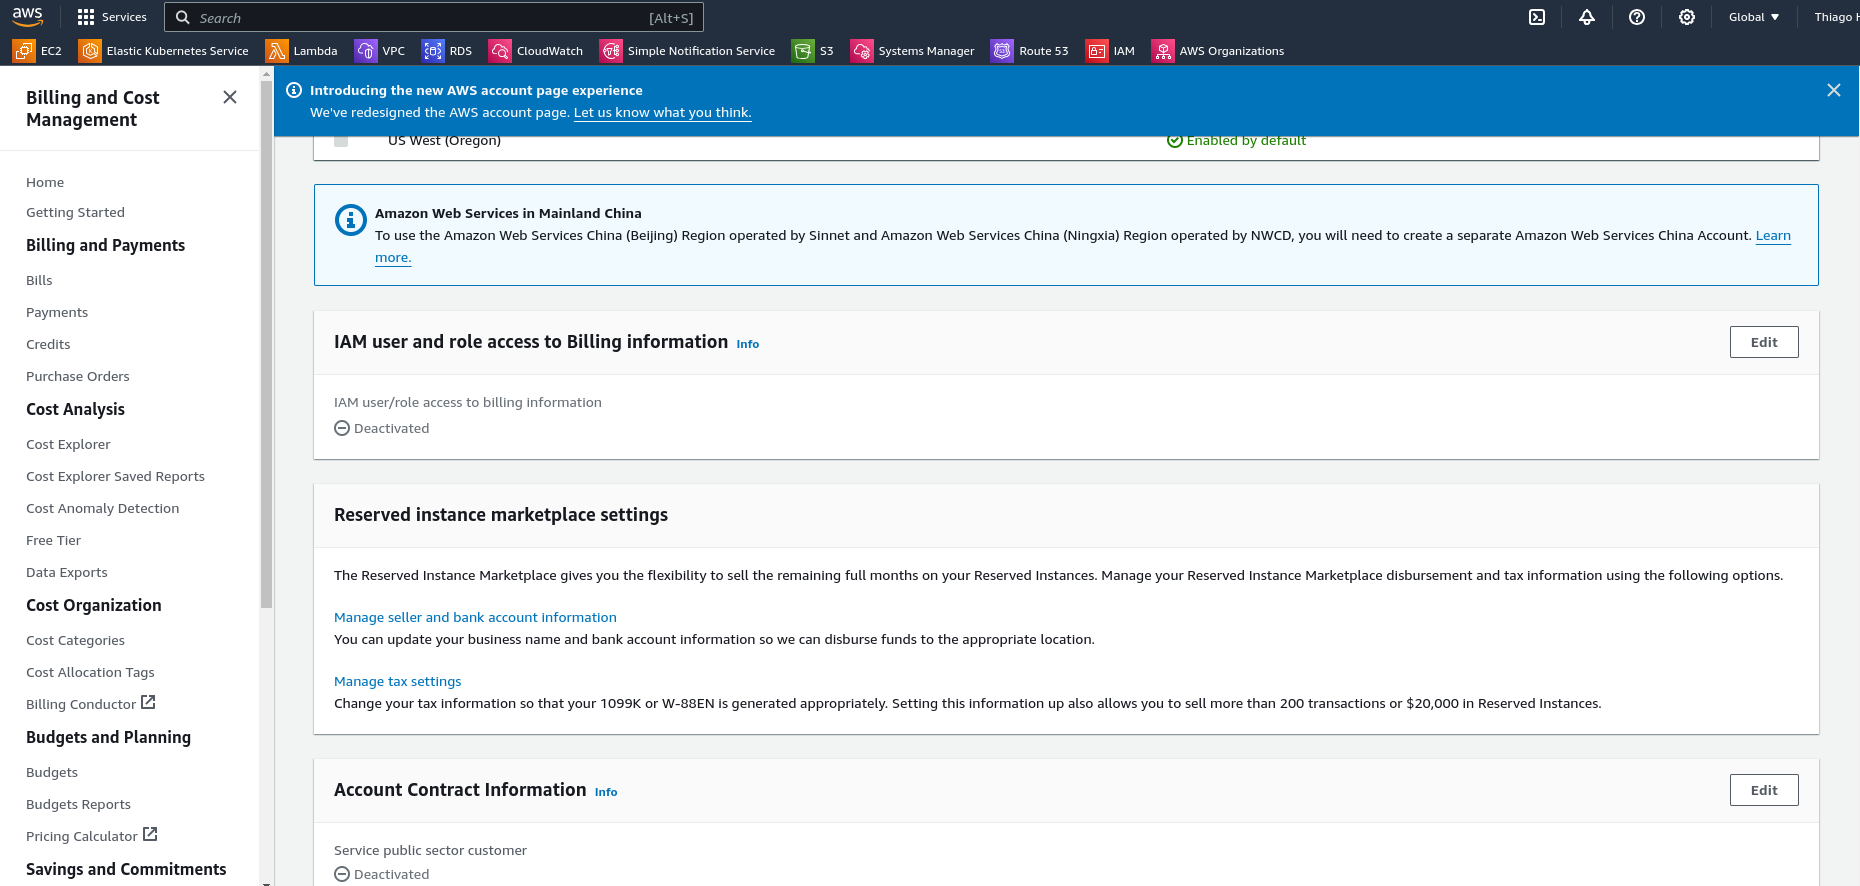 aws
Services
Search
[Alt+S]
Global
Thiago
EC2
Elastic Kubernetes Service
Lambda
VPC
RDS
CloudWatch
Simple Notification Service
S3
Systems Manager
Route 53
IAM
AWS Organizations
Billing and Cost
Management
Home
Getting Started
Billing and Payments
Bills
Payments
Credits
Purchase Orders
Cost Analysis
Cost Explorer
Cost Explorer Saved Reports
Cost Anomaly Detection
Free Tier
Data Exports
Cost Organization
Cost Categories
Cost Allocation Tags
Billing Conductor
Budgets and Planning
Budgets
Budgets Reports
Pricing Calculator
Savings and Commitments
Introducing the new AWS account page experience
We've redesigned the AWS account page. Let us know what you think.
US West (Oregon)
Enabled by default
Amazon Web Services in Mainland China
To use the Amazon Web Services China (Beijing) Region operated by Sinnet and Amazon Web Services China (Ningxia) Region operated by NWCD, you will need to create a separate Amazon Web Services China Account. Learn
more.
IAM user and role access to Billing information Info
Edit
IAM user/role access to billing information
Deactivated
Reserved instance marketplace settings
The Reserved Instance Marketplace gives you the flexibility to sell the remaining full months on your Reserved Instances. Manage your Reserved Instance Marketplace disbursement and tax information using the following options.
Manage seller and bank account information
You can update your business name and bank account information so we can disburse funds to the appropriate location.
Manage tax settings
Change your tax information so that your 1099K or W-88EN is generated appropriately. Setting this information up also allows you to sell more than 200 transactions or $20,000 in Reserved Instances.
Account Contract Information Info
Edit
Service public sector customer
Deactivated